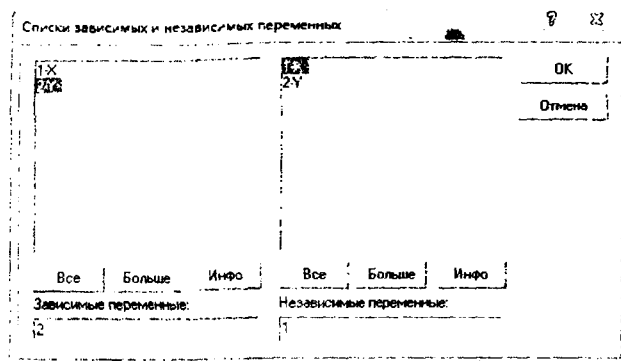 Списки зависимых и независимых переменных
1-X
2-Y
1-X
2-Y
OK
Отмена
Все Больше Инфо
Все Больше Инфо
Зависимые переменные:
2
Независимые переменные:
1